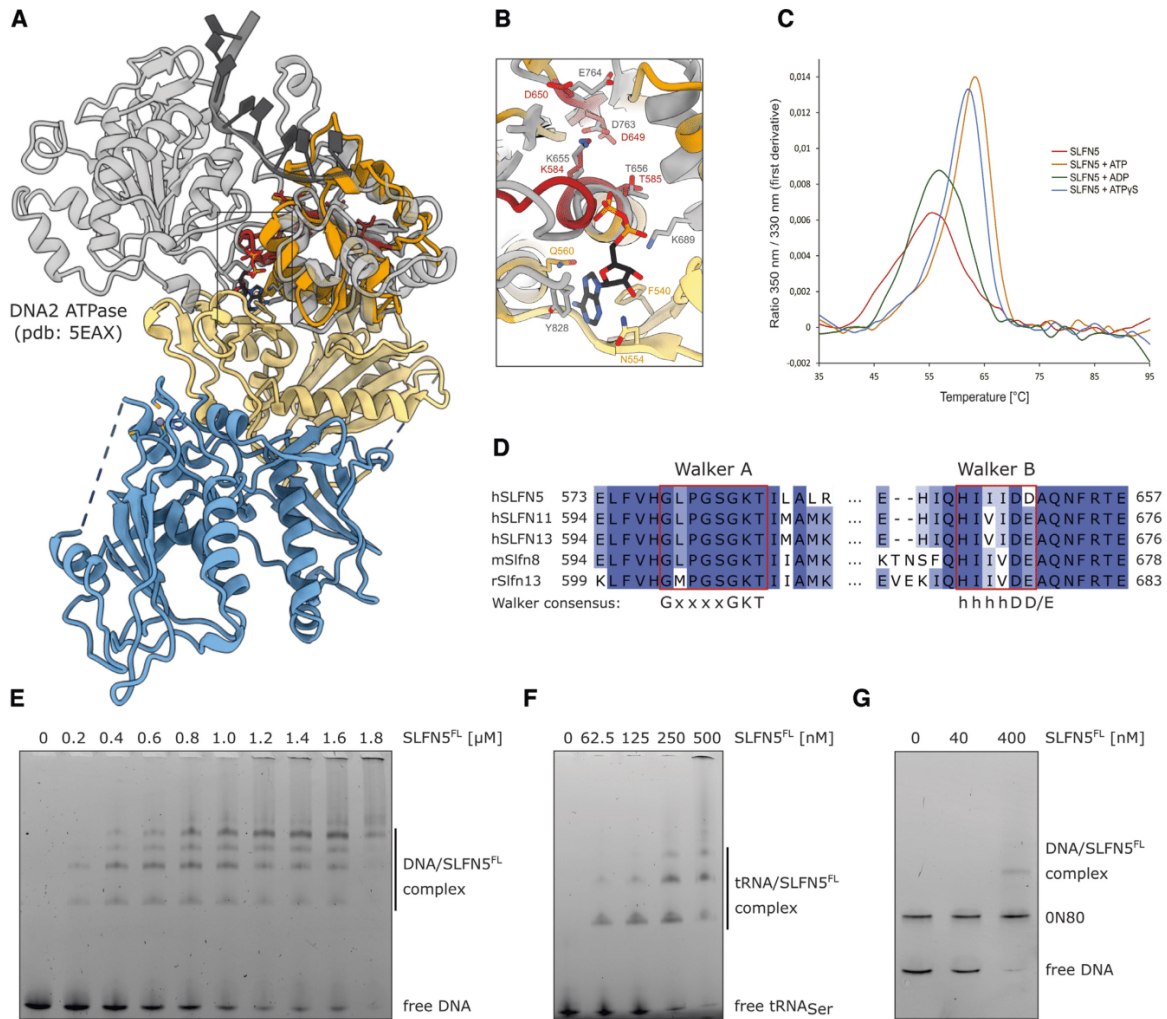 A
DNA2 ATPase
(pdb: 5EAX)
B
E764
D650
D763
D649
K655
K584
T656
T585
K689
Q560
F540
Y828
N554
C
Ratio 350 nm / 330 nm (first derivative)
0,014
0,012
0,010
0,008
0,006
0,004
0,002
0
-0,002
35 45 55 65 75 85 95
Temperature [°C]
SLFN5
SLFN5 + ATP
SLFN5 + ADP
SLFN5 + ATPγS
D
Walker A Walker B
hSLFN5 573 ELFVHGLPGSGKTILALR ... E--HIQHIIIDDAQNFRTE 657
hSLFN11 594 ELFVHGLPGSGKTIMAMK ... E--HIQHIVIDEAQNFRTE 676
hSLFN13 594 ELFVHGLPGSGKTIMAMK ... E--HIQHIVIDEAQNFRTE 676
mSlfn8 594 ELFVHGLPGSGKTIIAMK ... KTNSFQHIIVDEAQNFRTE 678
rSlfn13 599 KLFVHGMPGSGKTIIAMK ... EVEKIQHIIVDEAQNFRTE 683
Walker consensus: GxxxxGKT hhhhDD/E
E
0 0.2 0.4 0.6 0.8 1.0 1.2 1.4 1.6 1.8 SLFN5FL [µM]
DNA/SLFN5FL
complex
free DNA
F
0 62.5 125 250 500 SLFN5FL [nM]
tRNA/SLFN5FL
complex
free tRNASer
G
0 40 400 SLFN5FL [nM]
DNA/SLFN5FL
complex
0N80
free DNA